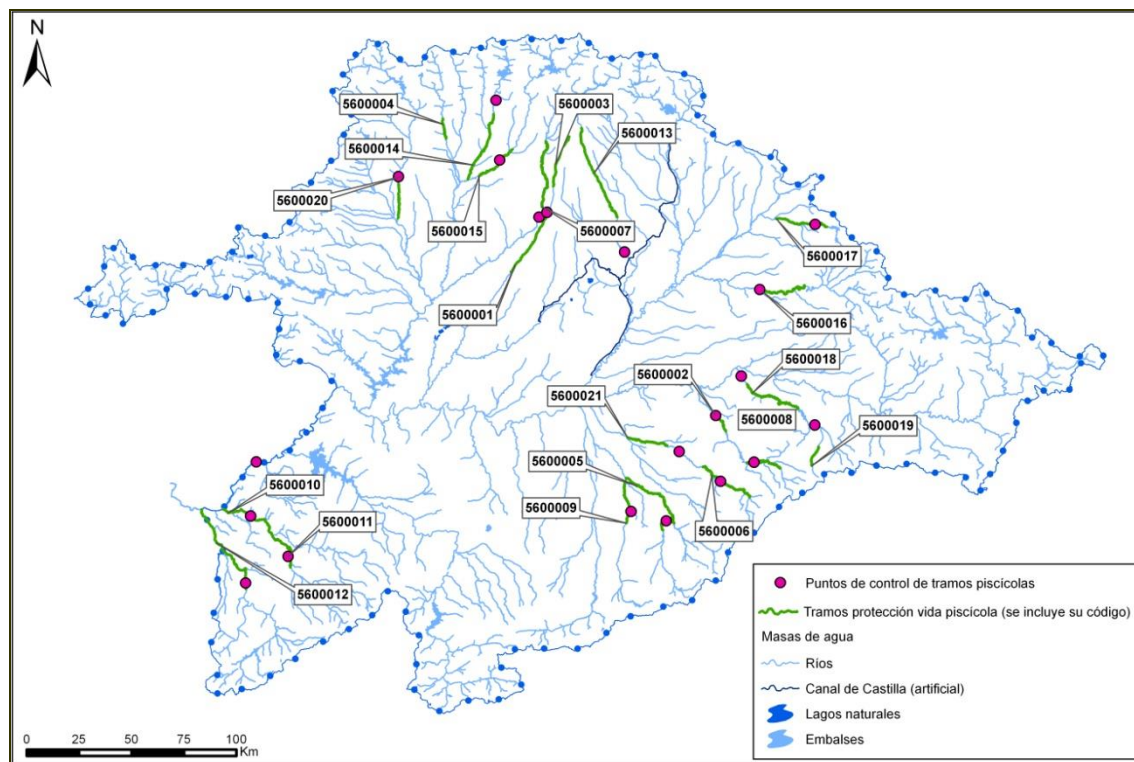 N
5600004
5600003
5600013
5600014
5600020
5600015
5600007
5600017
5600001
5600016
5600018
5600002
5600021
5600008
5600019
5600005
5600010
5600009
5600011
5600006
5600012
Puntos de control de tramos piscicolas
Tramos protección vida piscícola (se incluye su código)
Masas de agua
Ríos
Canal de Castilla (artificial)
Lagos naturales
Embalses
0 25 50 75 100
Km